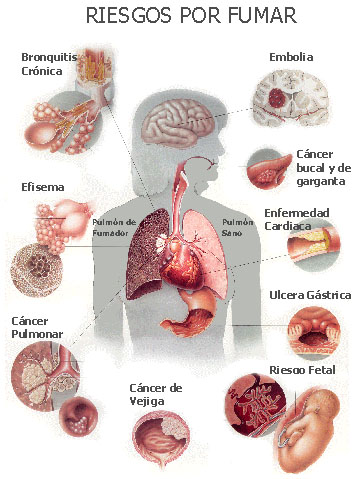 RIESGOS POR FUMAR
Bronquitis
Crónica
Embolia
Cáncer
bucal y de
garganta
Efisema
Pulmón de
Fumador
Pulmón
Sano
Enfermedad
Cardiaca
Ulcera Gástrica
Cáncer
Pulmonar
Cáncer de
Vejiga
Riesgo Fetal